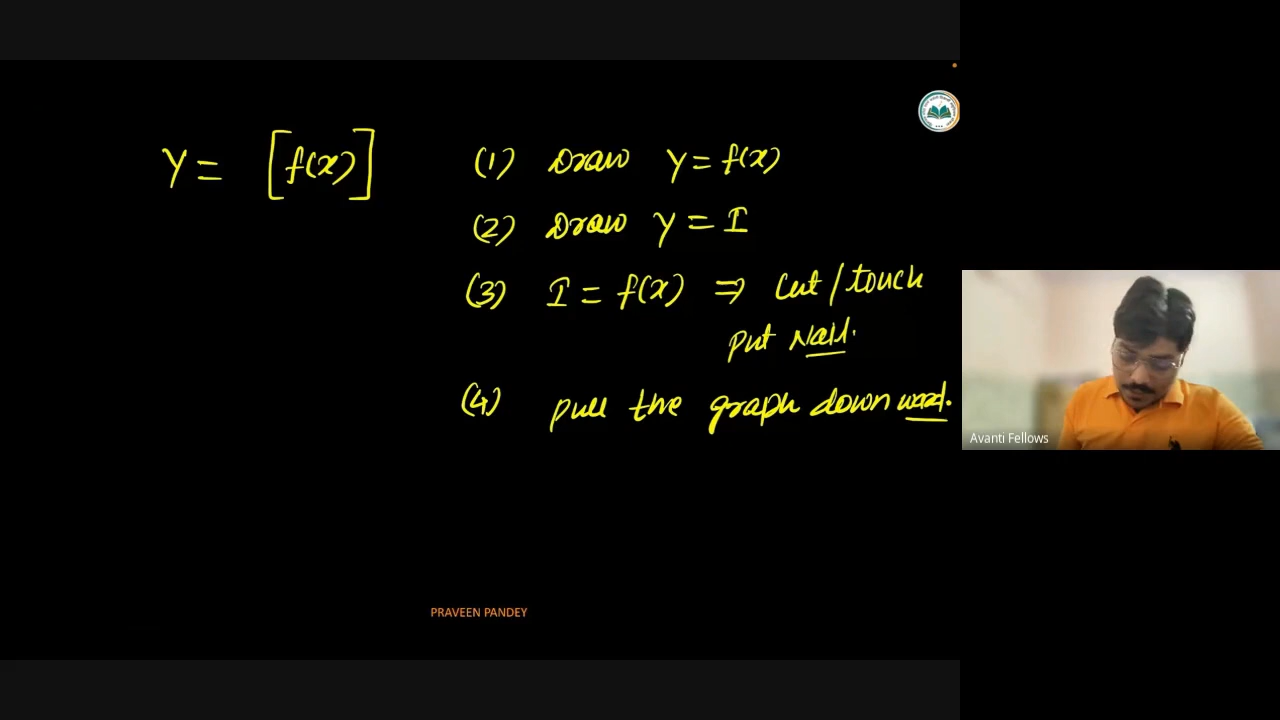 Y = [f(x)]
(1) Draw y = f(x)
(2) Draw y = I
(3) I = f(x) ⇒ cut/touch
put Nail.
(4) pull the graph downward.
Avanti Fellows
PRAVEEN PANDEY